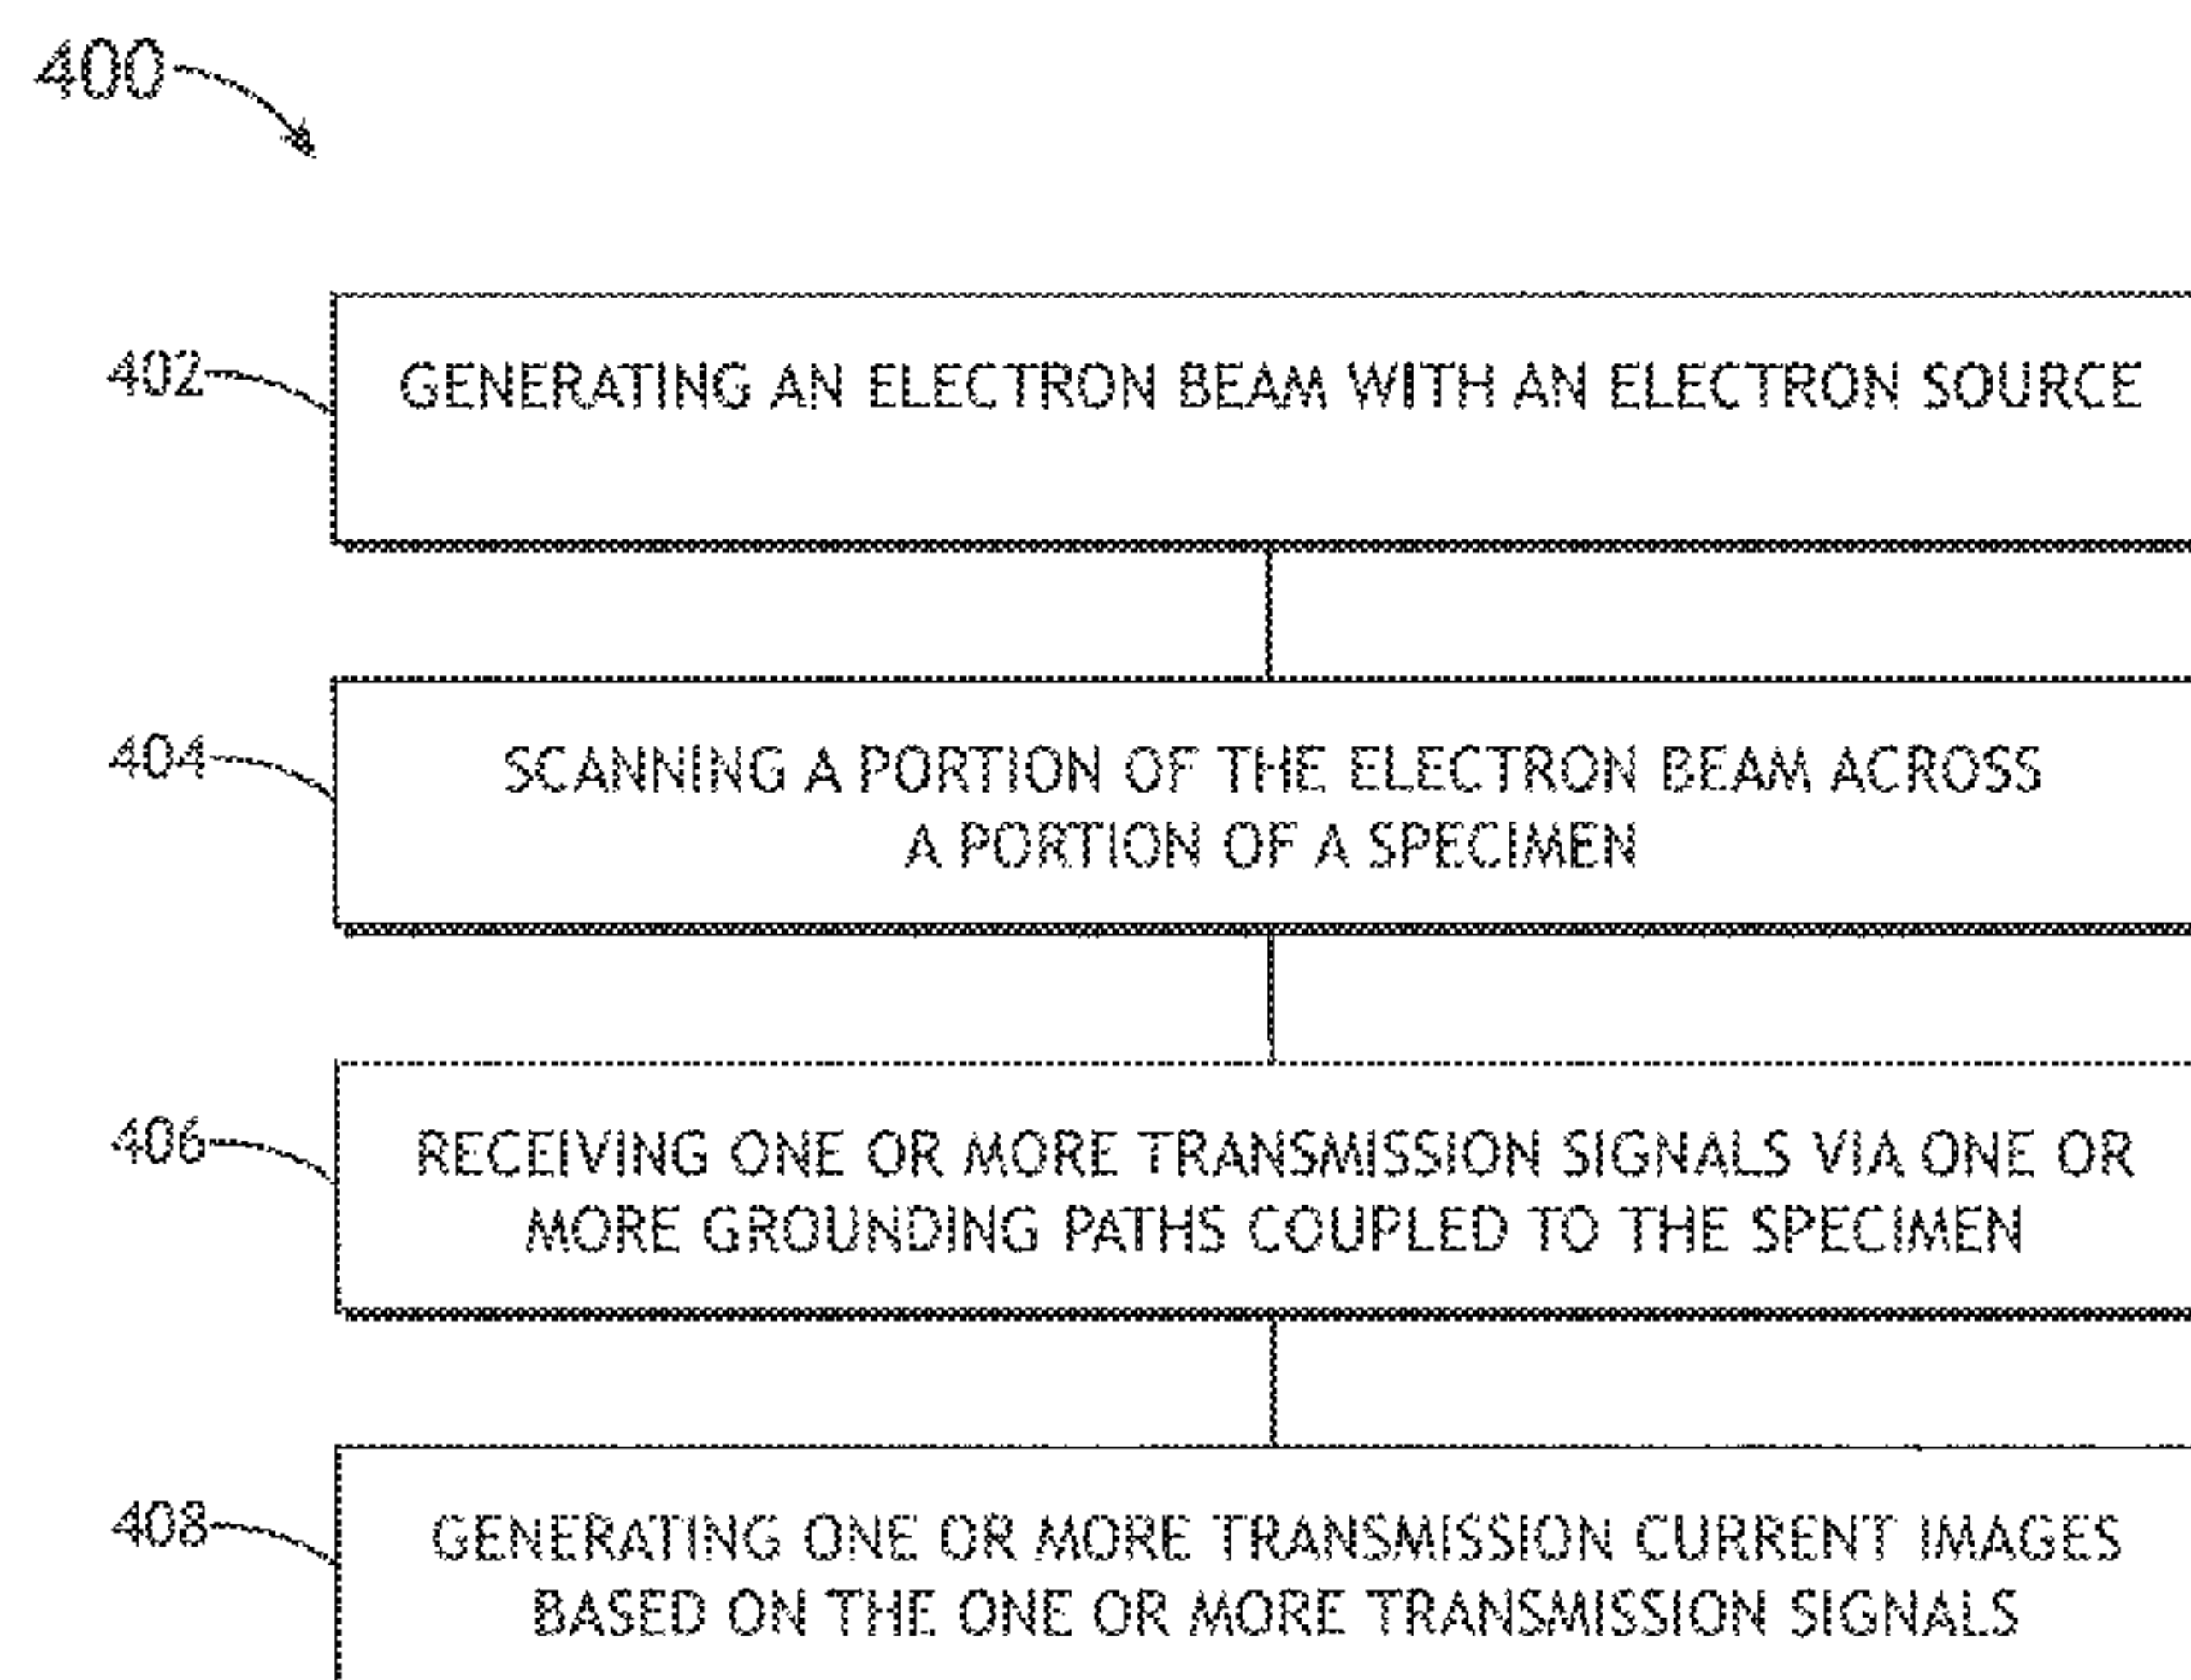 400
402
GENERATING AN ELECTRON BEAM WITH AN ELECTRON SOURCE
404
SCANNING A PORTION OF THE ELECTRON BEAM ACROSS
A PORTION OF A SPECIMEN
406
RECEIVING ONE OR MORE TRANSMISSION SIGNALS VIA ONE OR
MORE GROUNDING PATHS COUPLED TO THE SPECIMEN
408
GENERATING ONE OR MORE TRANSMISSION CURRENT IMAGES
BASED ON THE ONE OR MORE TRANSMISSION SIGNALS